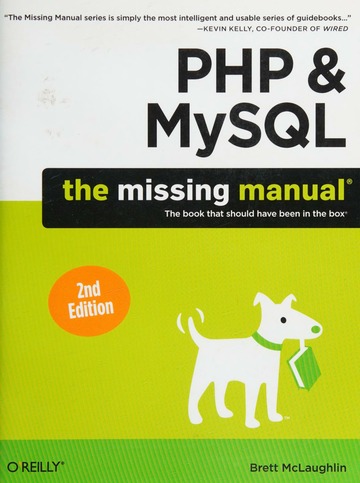 “The Missing Manual series is simply the most intelligent and usable series of guidebooks...”
—KEVIN KELLY, CO-FOUNDER OF WIRED
PHP &
MySQL
the missing manual®
The book that should have been in the box®
2nd
Edition
O REILLY®
Brett McLaughlin